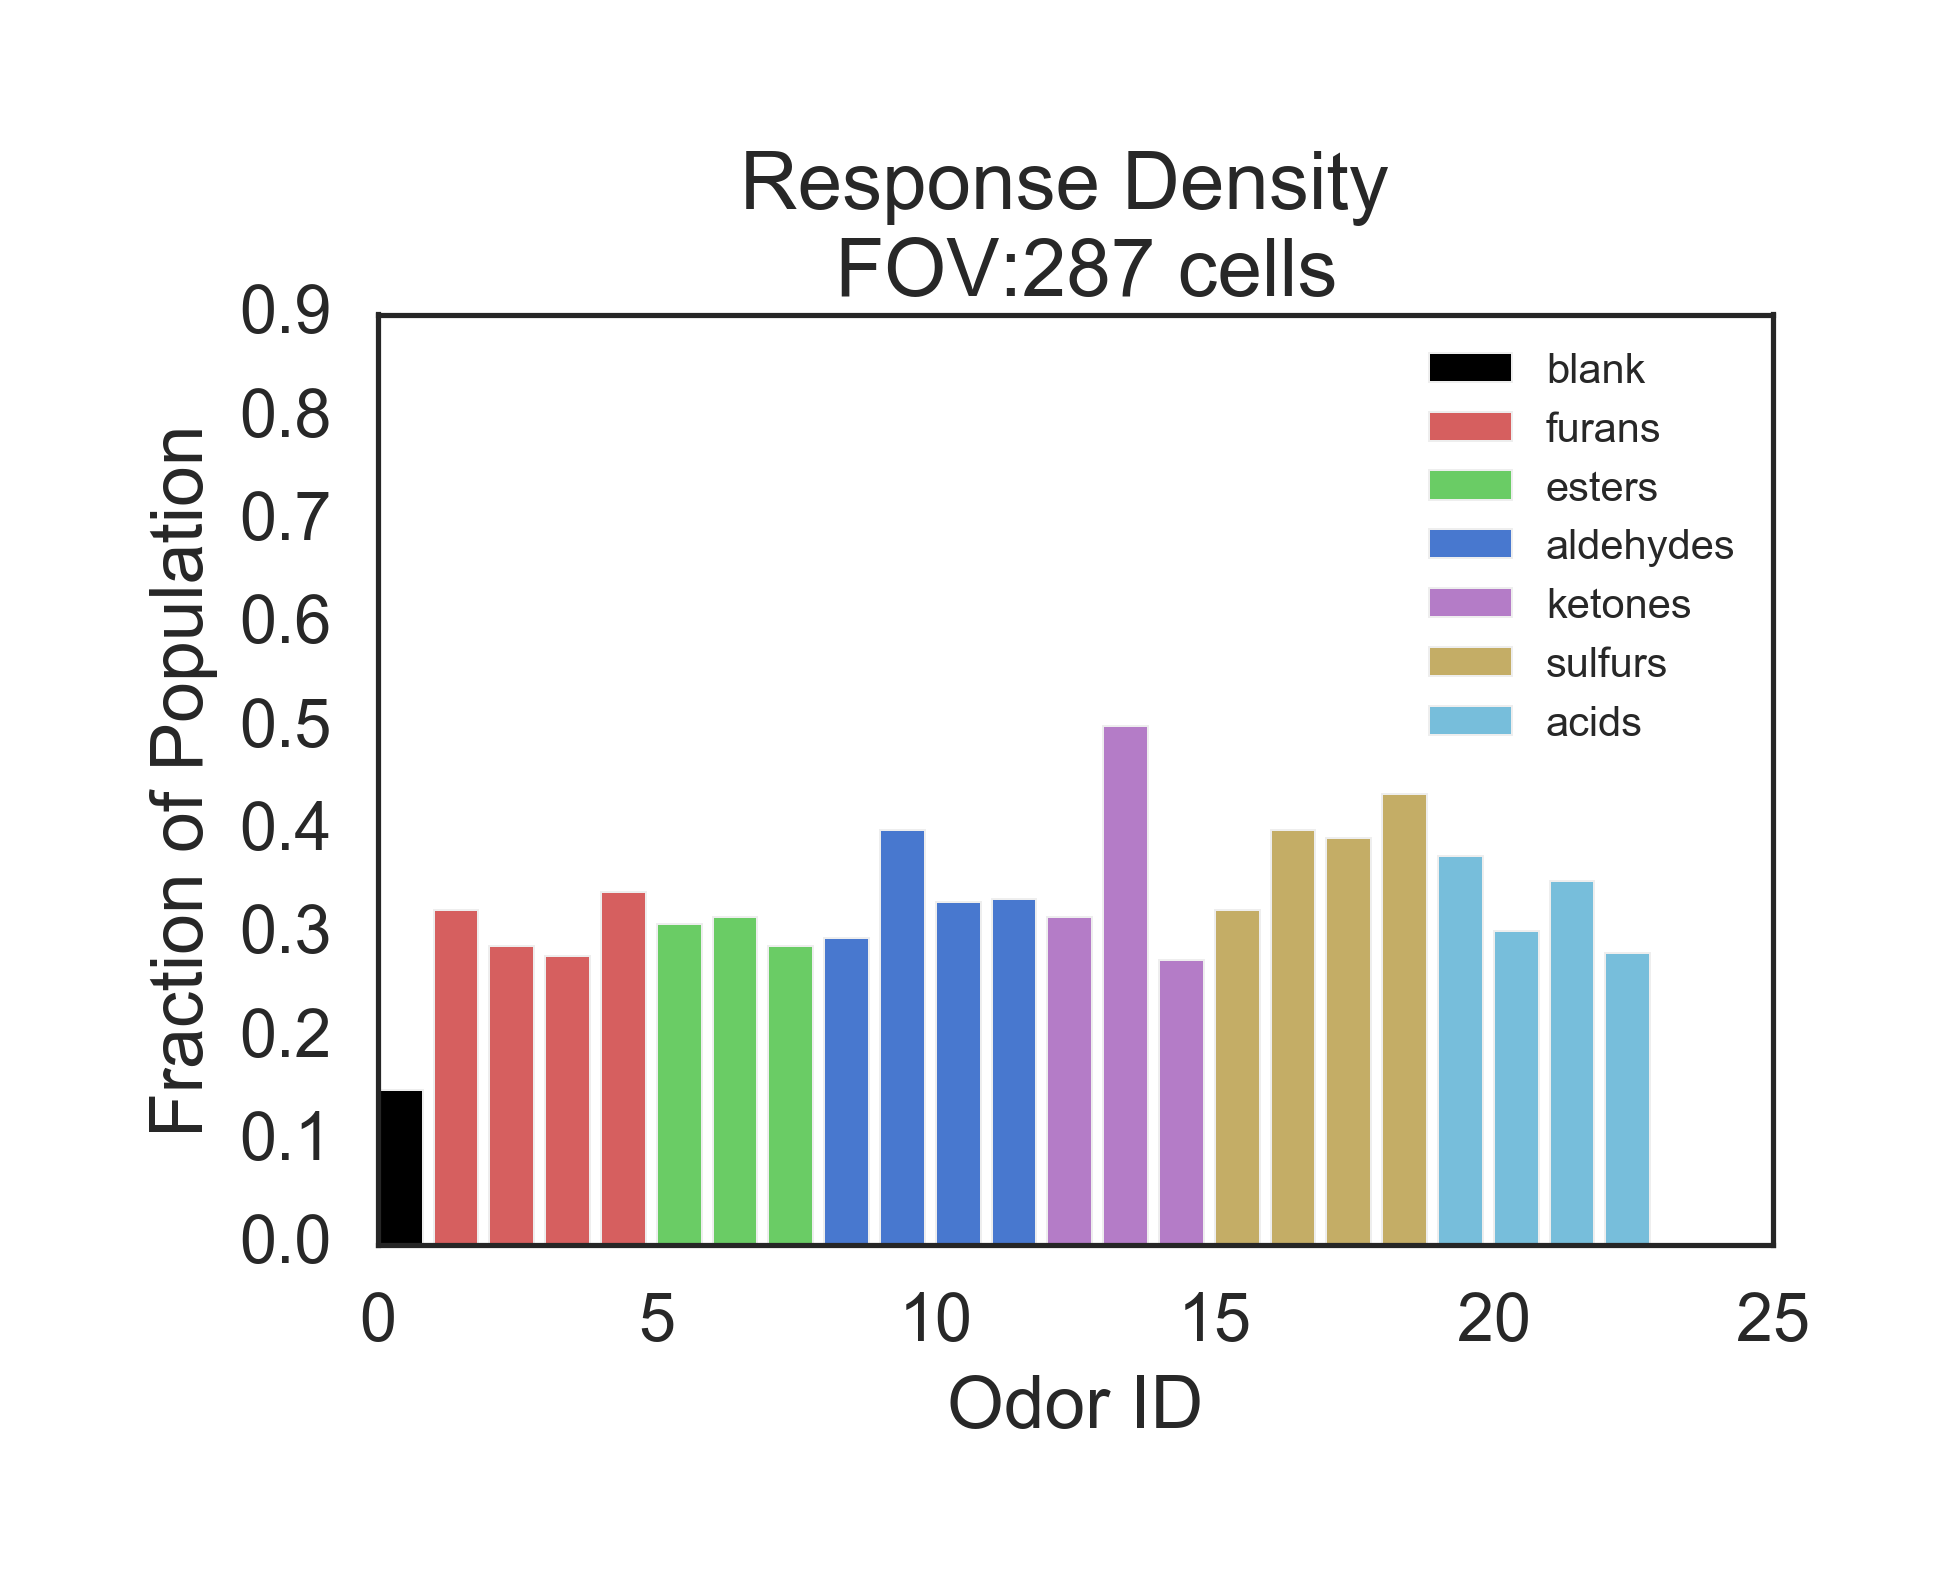 Response Density
FOV:287 cells
0.9
0.8
0.7
0.6
0.5
0.4
0.3
0.2
0.1
0.0
Fraction of Population
blank
furans
esters
aldehydes
ketones
sulfurs
acids
0 5 10 15 20 25
Odor ID